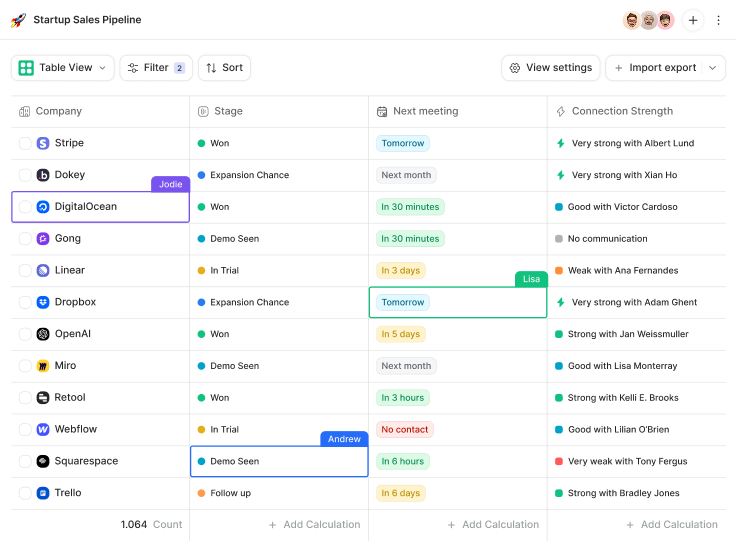 Startup Sales Pipeline
Table View Filter 2 Sort View settings Import export
Company Stage Next meeting Connection Strength
Stripe Won Tomorrow Very strong with Albert Lund
Dokey Expansion Chance Next month Very strong with Xian Ho
Jodie
DigitalOcean Won In 30 minutes Good with Victor Cardoso
Gong Demo Seen In 30 minutes No communication
Linear In Trial In 3 days Weak with Ana Fernandes
Lisa
Dropbox Expansion Chance Tomorrow Very strong with Adam Ghent
OpenAI Won In 5 days Strong with Jan Weissmuller
Miro Demo Seen Next month Good with Lisa Monterray
Retool Won In 3 hours Strong with Kelli E. Brooks
Webflow In Trial No contact Good with Lilian O'Brien
Andrew
Squarespace Demo Seen In 6 hours Very weak with Tony Fergus
Trello Follow up In 6 days Strong with Bradley Jones
1.064 Count + Add Calculation + Add Calculation + Add Calculation